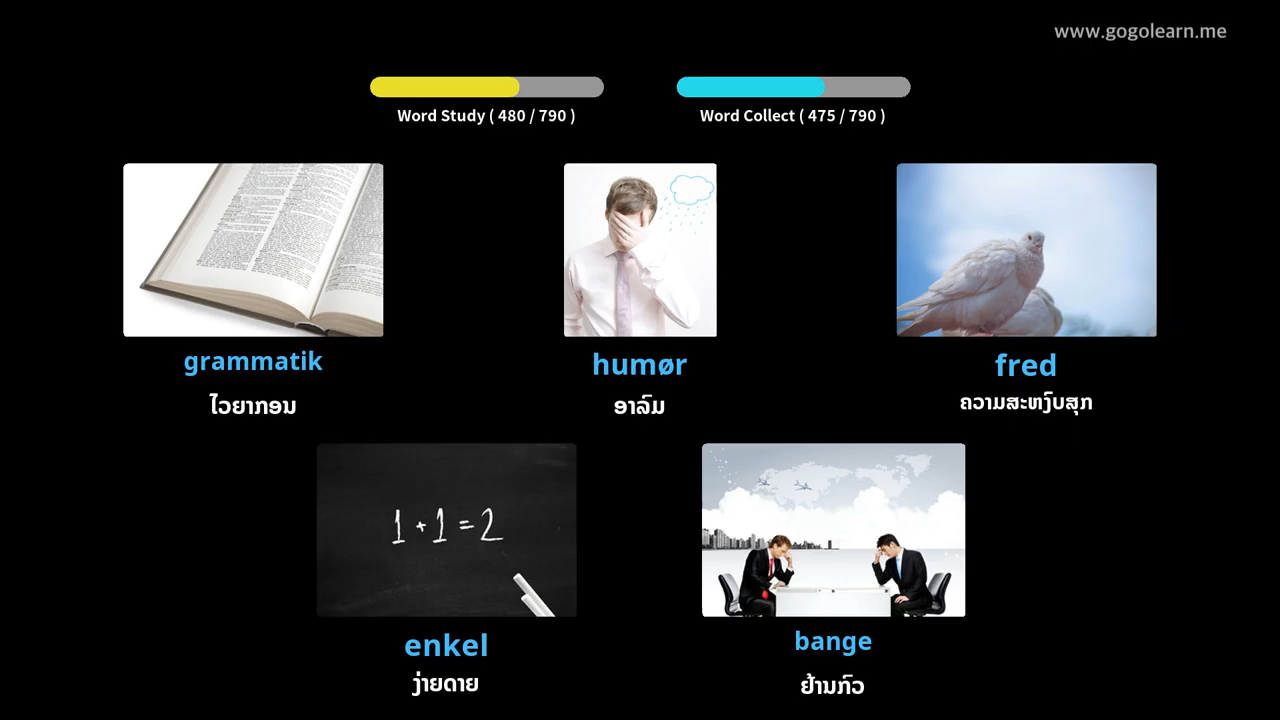 www.gogolearn.me
Word Study ( 480 / 790 )
Word Collect ( 475 / 790 )
grammatik
ໄວຍາກອນ
humør
ອາລົມ
fred
ຄວາມສະຫງົບສຸກ
1 + 1 = 2
enkel
ງ່າຍດາຍ
bange
ຢ້ານກົວ